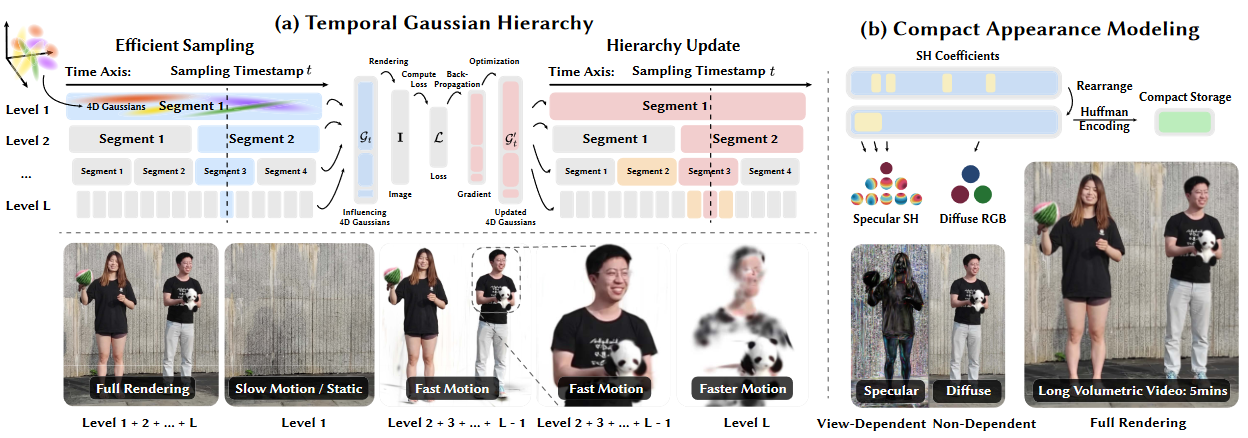 (a) Temporal Gaussian Hierarchy
Efficient Sampling
Time Axis: Sampling Timestamp t
Level 1
4D Gaussians
Segment 1
Level 2
Segment 1
Segment 2
...
Segment 1
Segment 2
Segment 3
Segment 4
Level L
Rendering
Compute
Loss
Back-
Propagation
Optimization
𝒢t
I
ℒ
𝒢′t
Image
Loss
Gradient
Influencing
4D Gaussians
Updated
4D Gaussians
Hierarchy Update
Time Axis: Sampling Timestamp t
Segment 1
Segment 1
Segment 2
Segment 1
Segment 2
Segment 3
Segment 4
Full Rendering
Slow Motion / Static
Fast Motion
Fast Motion
Faster Motion
Level 1 + 2 + ... + L
Level 1
Level 2 + 3 + ... + L - 1
Level 2 + 3 + ... + L - 1
Level L
(b) Compact Appearance Modeling
SH Coefficients
Rearrange
Huffman
Encoding
Compact Storage
Specular SH
Diffuse RGB
Specular
Diffuse
Long Volumetric Video: 5mins
View-Dependent
Non-Dependent
Full Rendering